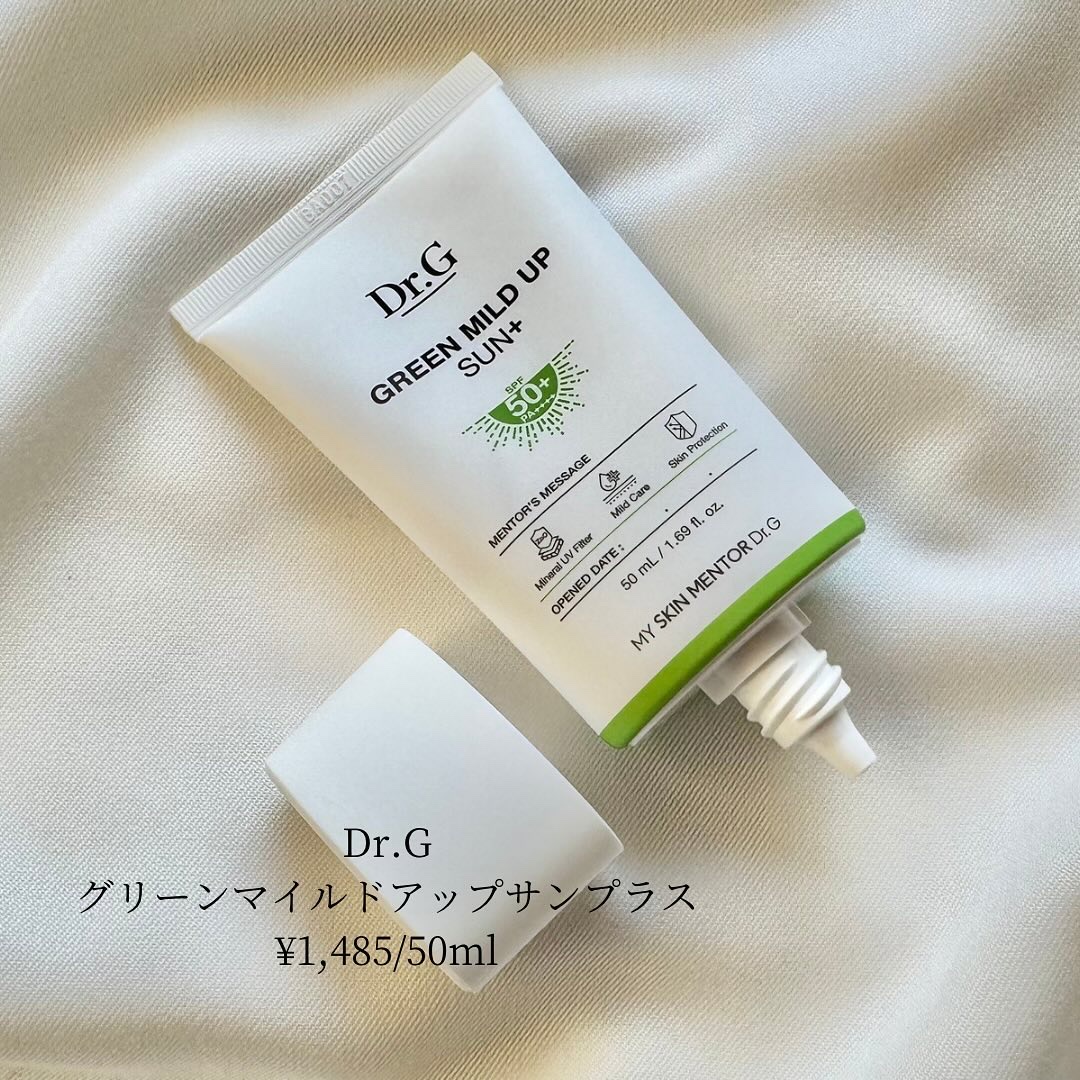 Dr.G
GREEN MILD UP
SUN+
SPF
50+
PA++++
MENTOR'S MESSAGE
Mineral UV Filter
Mild Care
Skin Protection
OPENED DATE :
50 mL / 1.69 fl. oz.
MY SKIN MENTOR Dr.G
Dr.G
グリーンマイルドアップサンプラス
¥1,485/50ml